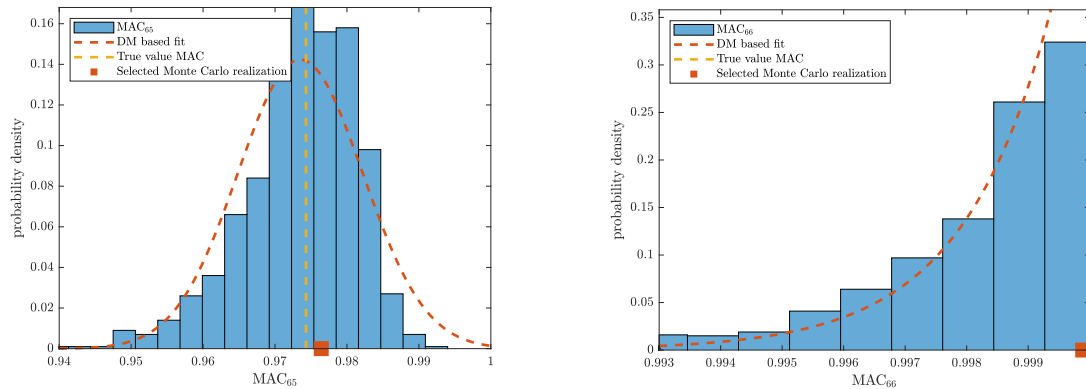 0.16
0.14
0.12
0.1
0.08
0.06
0.04
0.02
0
probability density
MAC65
DM based fit
True value MAC
Selected Monte Carlo realization
0.94
0.95
0.96
0.97
0.98
0.99
1
MAC65
0.35
0.3
0.25
0.2
0.15
0.1
0.05
0
probability density
MAC66
DM based fit
True value MAC
Selected Monte Carlo realization
0.993
0.994
0.995
0.996
0.997
0.998
0.999
MAC66